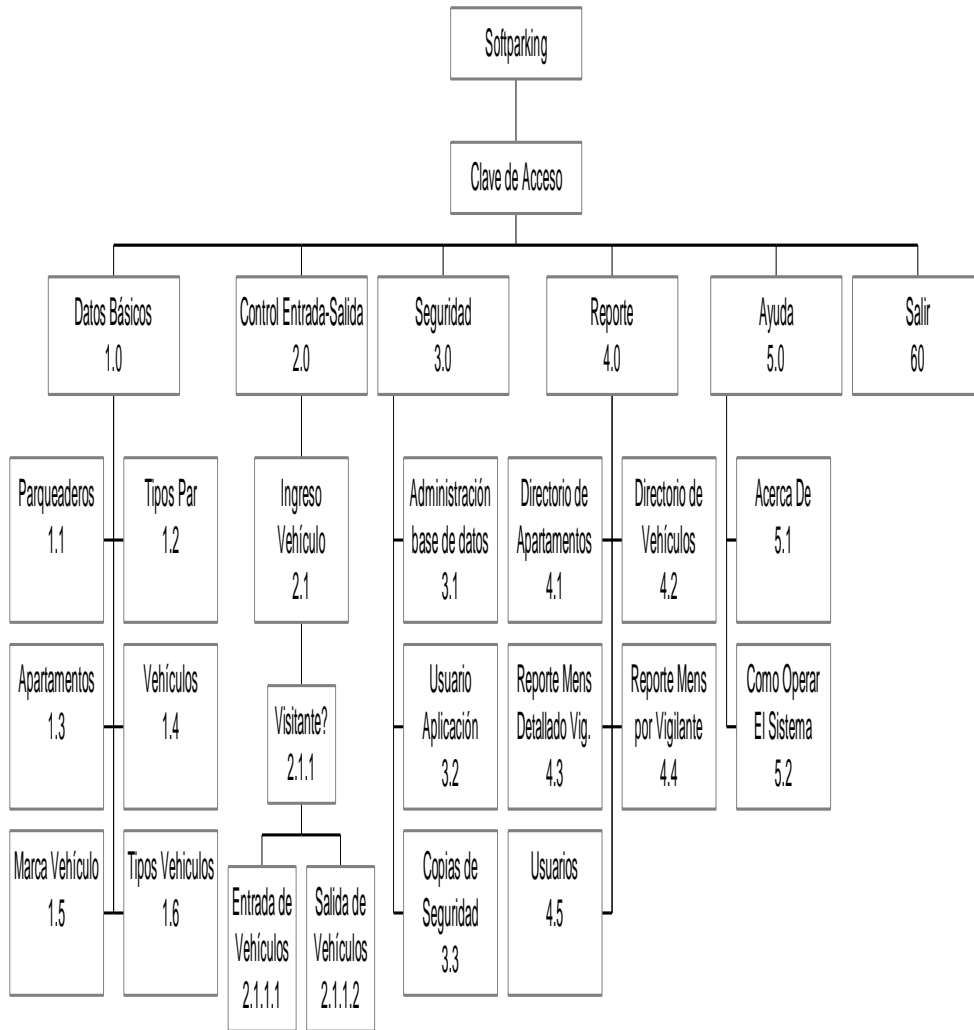 Softparking
Clave de Acceso
Datos Básicos
1.0
Control Entrada-Salida
2.0
Seguridad
3.0
Reporte
4.0
Ayuda
5.0
Salir
60
Parqueaderos
1.1
Tipos Par
1.2
Ingreso
Vehículo
2.1
Administración
base de datos
3.1
Directorio de
Apartamentos
4.1
Directorio de
Vehículos
4.2
Acerca De
5.1
Apartamentos
1.3
Vehículos
1.4
Visitante?
2.1.1
Usuario
Aplicación
3.2
Reporte Mens
Detallado Vig.
4.3
Reporte Mens
por Vigilante
4.4
Como Operar
El Sistema
5.2
Marca Vehículo
1.5
Tipos Vehiculos
1.6
Entrada de
Vehículos
2.1.1.1
Salida de
Vehículos
2.1.1.2
Copias de
Seguridad
3.3
Usuarios
4.5